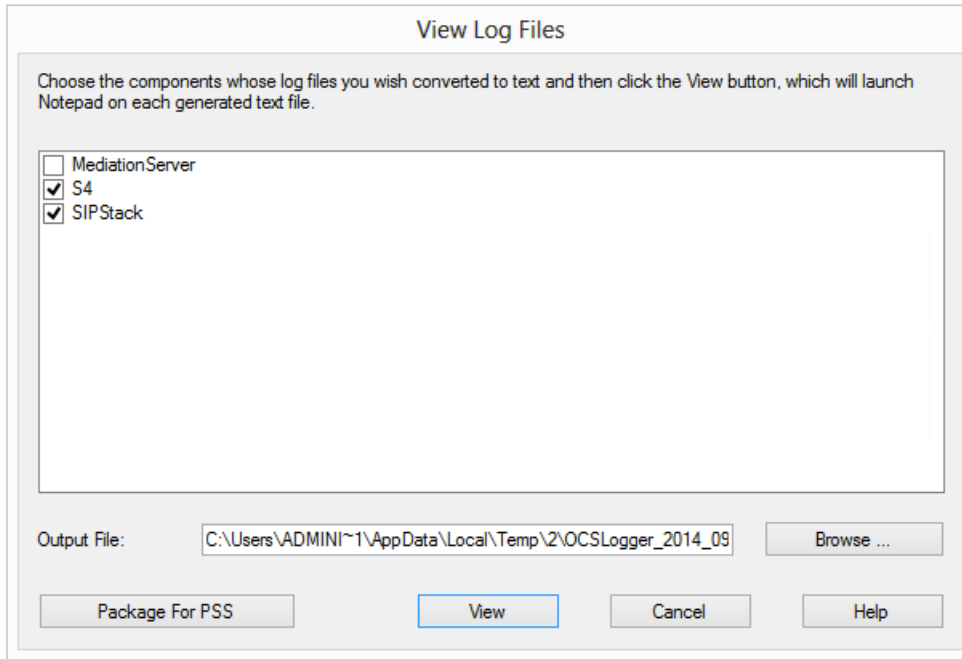 View Log Files
Choose the components whose log files you wish converted to text and then click the View button, which will launch
Notepad on each generated text file.
MediationServer
S4
SIPStack
Output File:
C:\Users\ADMINI~1\AppData\Local\Temp\2\OCSLogger_2014_09
Browse ...
Package For PSS
View
Cancel
Help